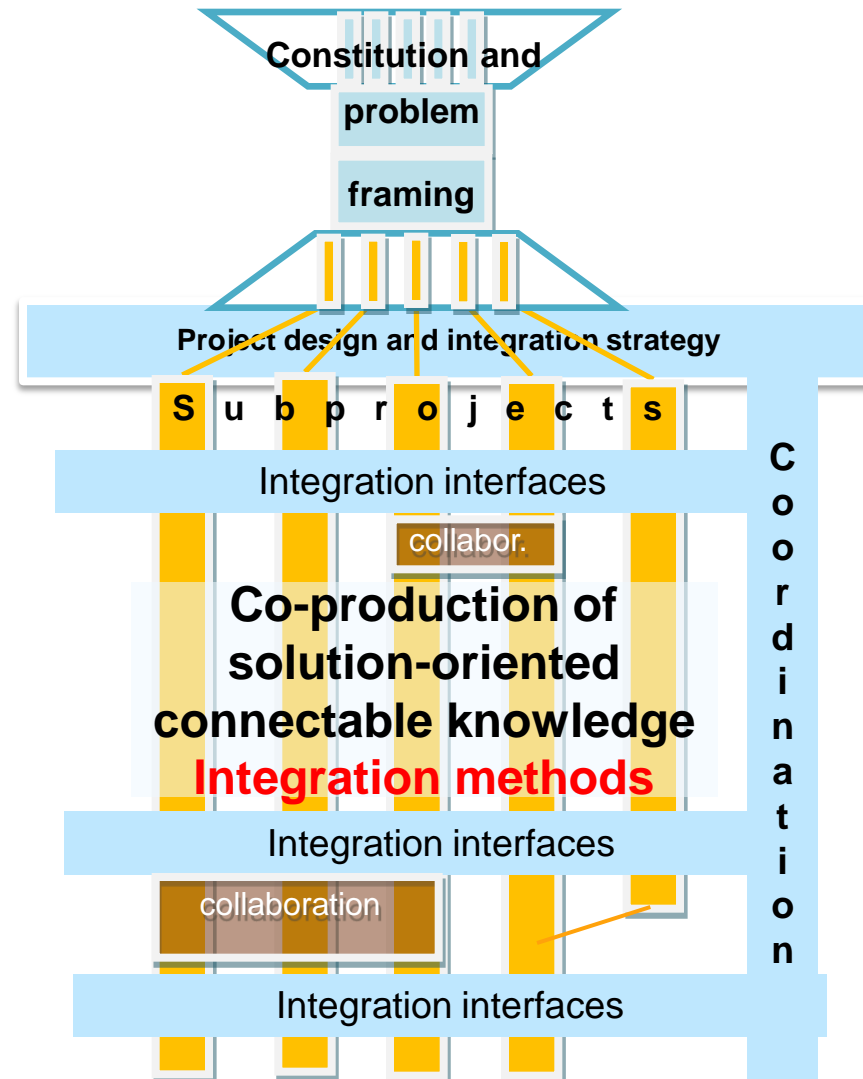 Constitution and
problem
framing
Project design and integration strategy
S u b p r o j e c t s
Integration interfaces
collabor.
Co-production of
solution-oriented
connectable knowledge
Integration methods
Integration interfaces
collaboration
Integration interfaces
Coordination